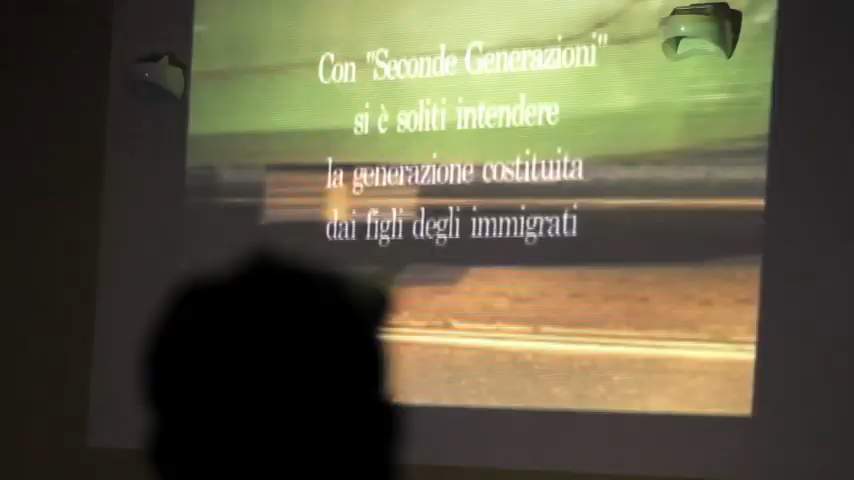 Con "Seconde Generazioni"
si è soliti intendere
la generazione costituita
dai figli degli immigrati